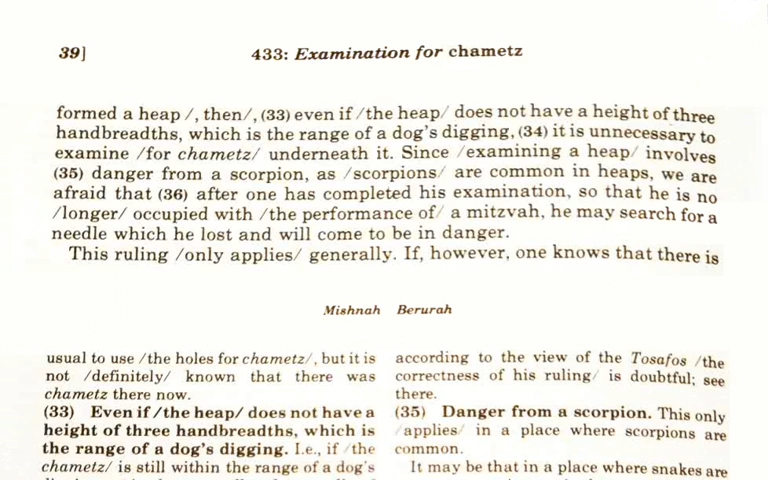 39]
433: Examination for chametz
formed a heap /, then/, (33) even if /the heap/ does not have a height of three
handbreadths, which is the range of a dog's digging, (34) it is unnecessary to
examine /for chametz/ underneath it. Since /examining a heap/ involves
(35) danger from a scorpion, as /scorpions/ are common in heaps, we are
afraid that (36) after one has completed his examination, so that he is no
/longer/ occupied with /the performance of/ a mitzvah, he may search for a
needle which he lost and will come to be in danger.
This ruling /only applies/ generally. If, however, one knows that there is
Mishnah Berurah
usual to use /the holes for chametz/, but it is
not /definitely/ known that there was
chametz there now.
(33) Even if /the heap/ does not have a
height of three handbreadths, which is
the range of a dog's digging. I.e., if /the
chametz/ is still within the range of a dog's
according to the view of the Tosafos /the
correctness of his ruling/ is doubtful; see
there.
(35) Danger from a scorpion. This only
/applies/ in a place where scorpions are
common.
It may be that in a place where snakes are